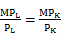 MP_L / P_L = MP_K / P_K